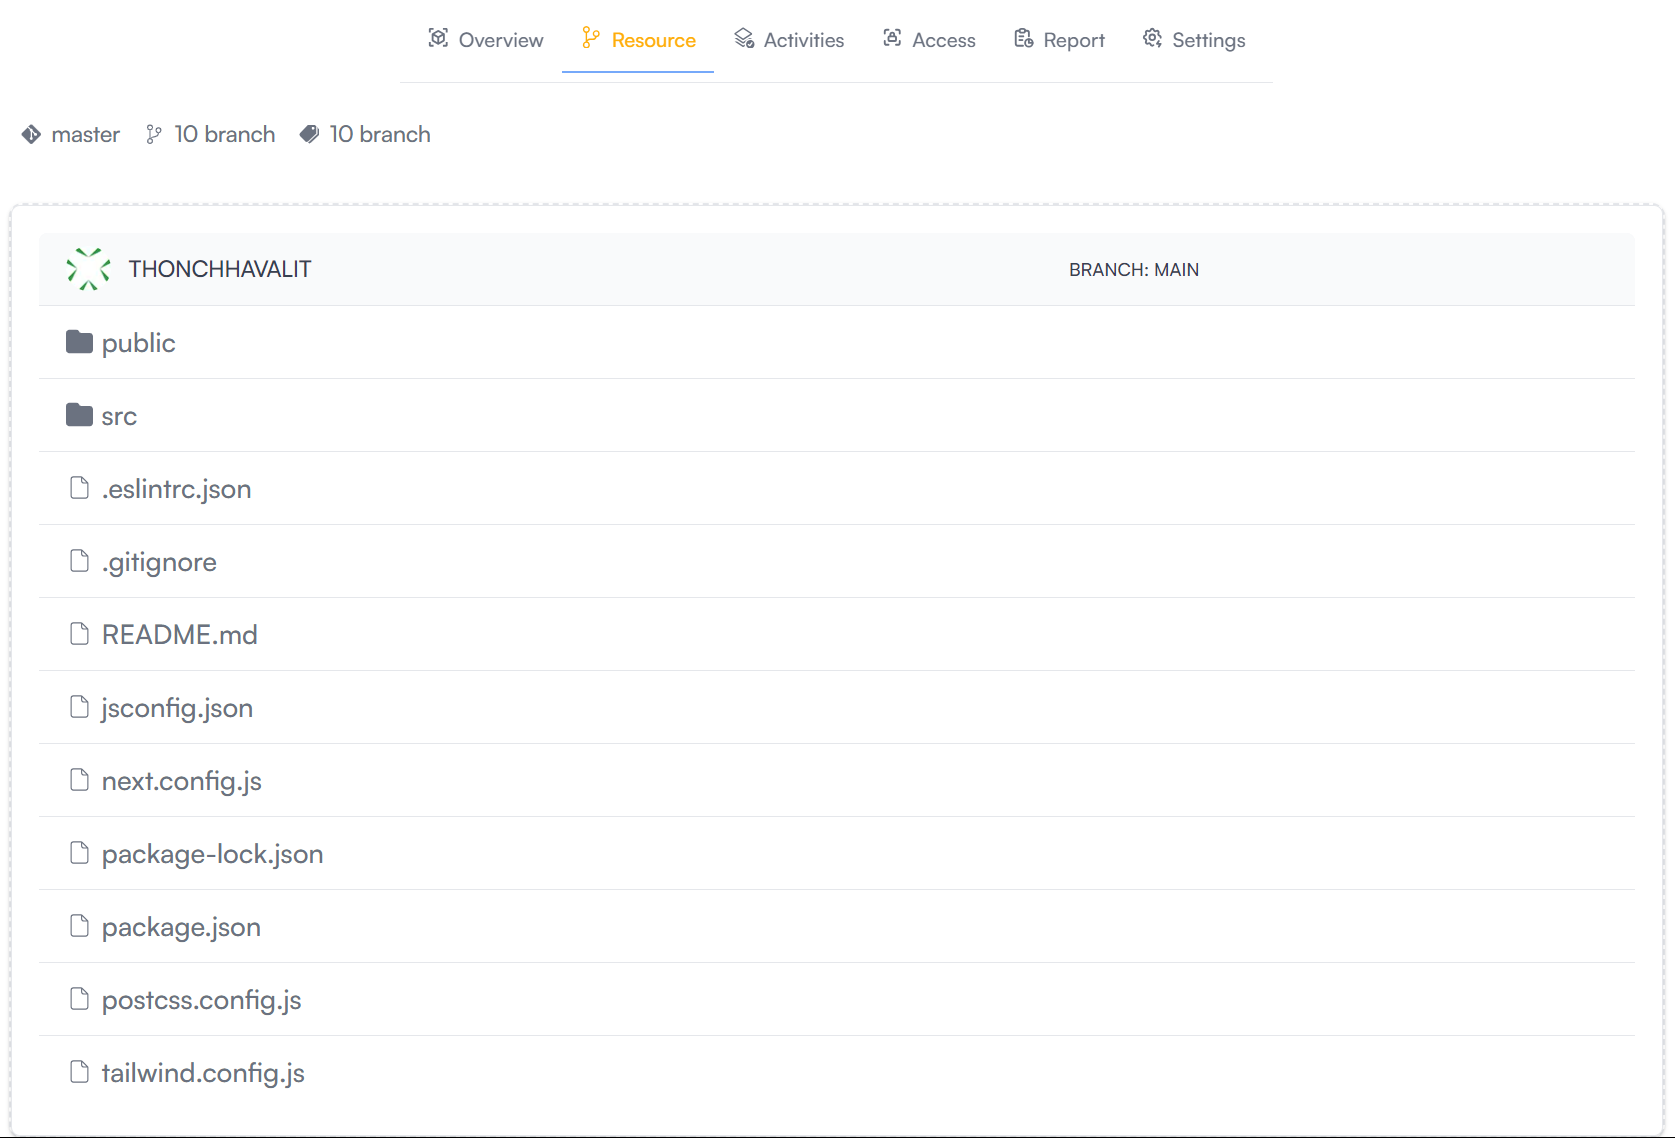 Overview Resource Activities Access Report Settings
master 10 branch 10 branch
THONCHHAVALIT BRANCH: MAIN
public
src
.eslintrc.json
.gitignore
README.md
jsconfig.json
next.config.js
package-lock.json
package.json
postcss.config.js
tailwind.config.js